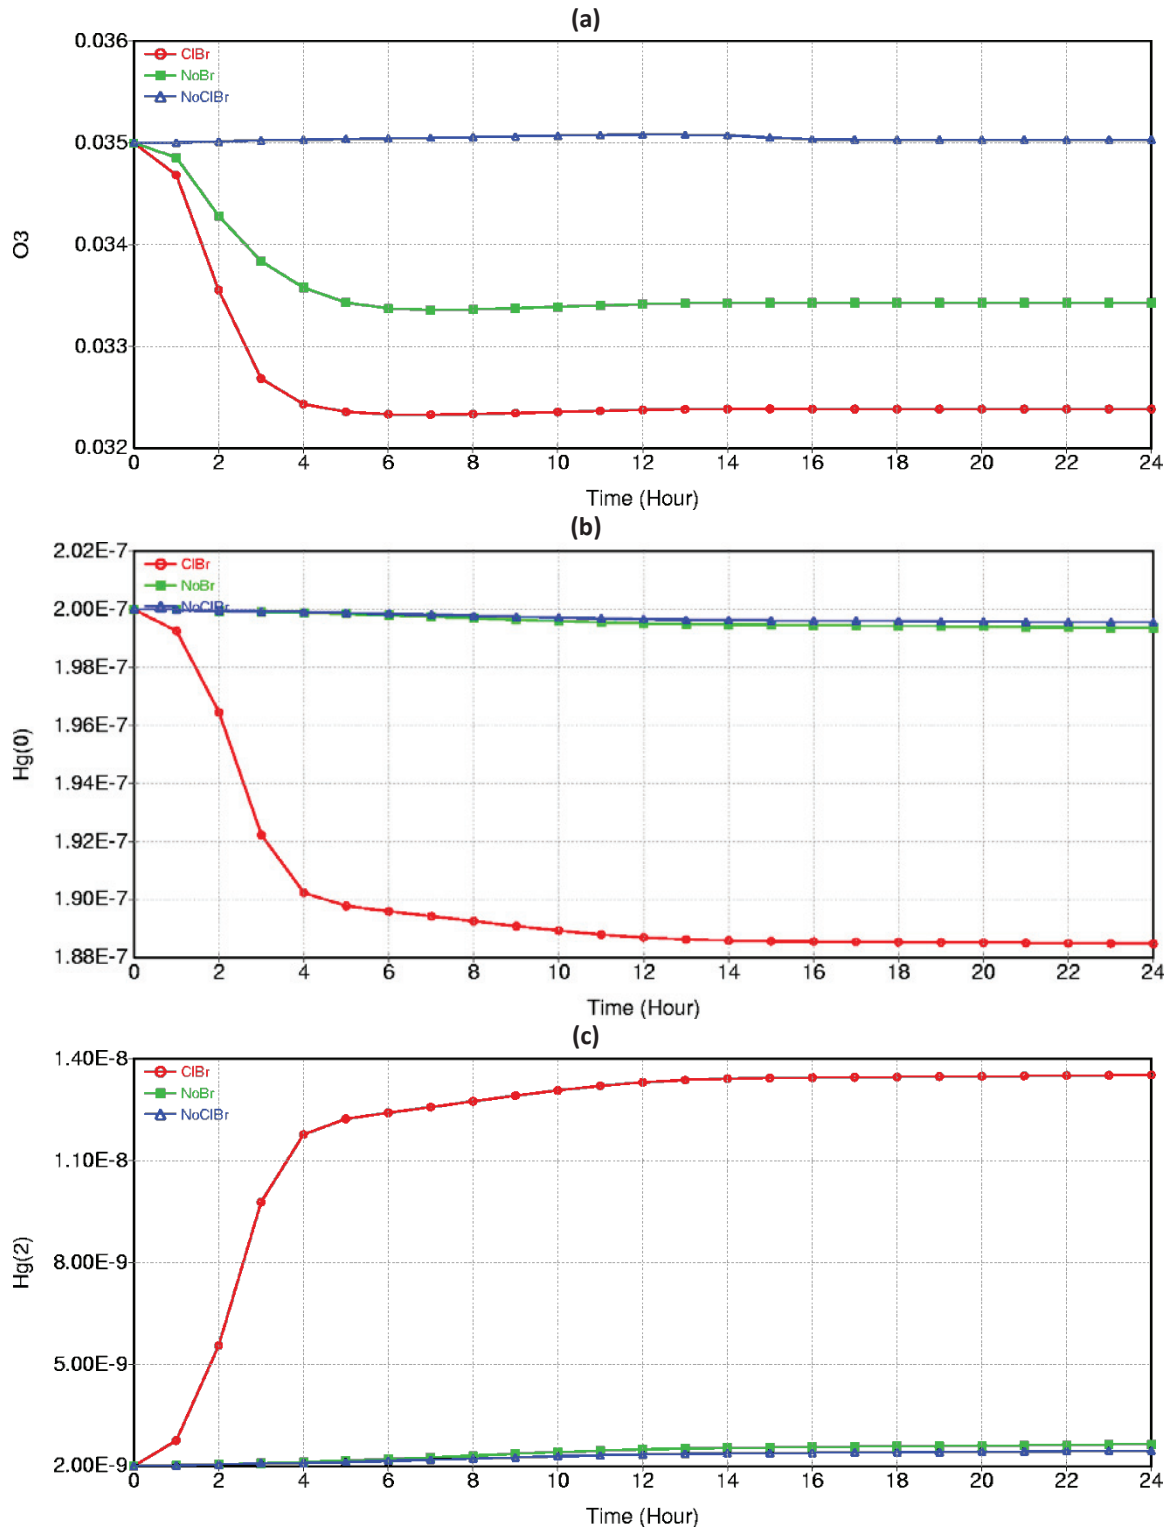 (a)
0.036
ClBr
NoBr
NoClBr
0.035
0.034
O3
0.033
0.032
0 2 4 6 8 10 12 14 16 18 20 22 24
Time (Hour)
(b)
2.02E-7
ClBr
NoBr
2.00E-7
NoClBr
1.98E-7
1.96E-7
Hg(0)
1.94E-7
1.92E-7
1.90E-7
1.88E-7
0 2 4 6 8 10 12 14 16 18 20 22 24
Time (Hour)
(c)
1.40E-8
ClBr
NoBr
NoClBr
1.10E-8
8.00E-9
Hg(2)
5.00E-9
2.00E-9
0 2 4 6 8 10 12 14 16 18 20 22 24
Time (Hour)